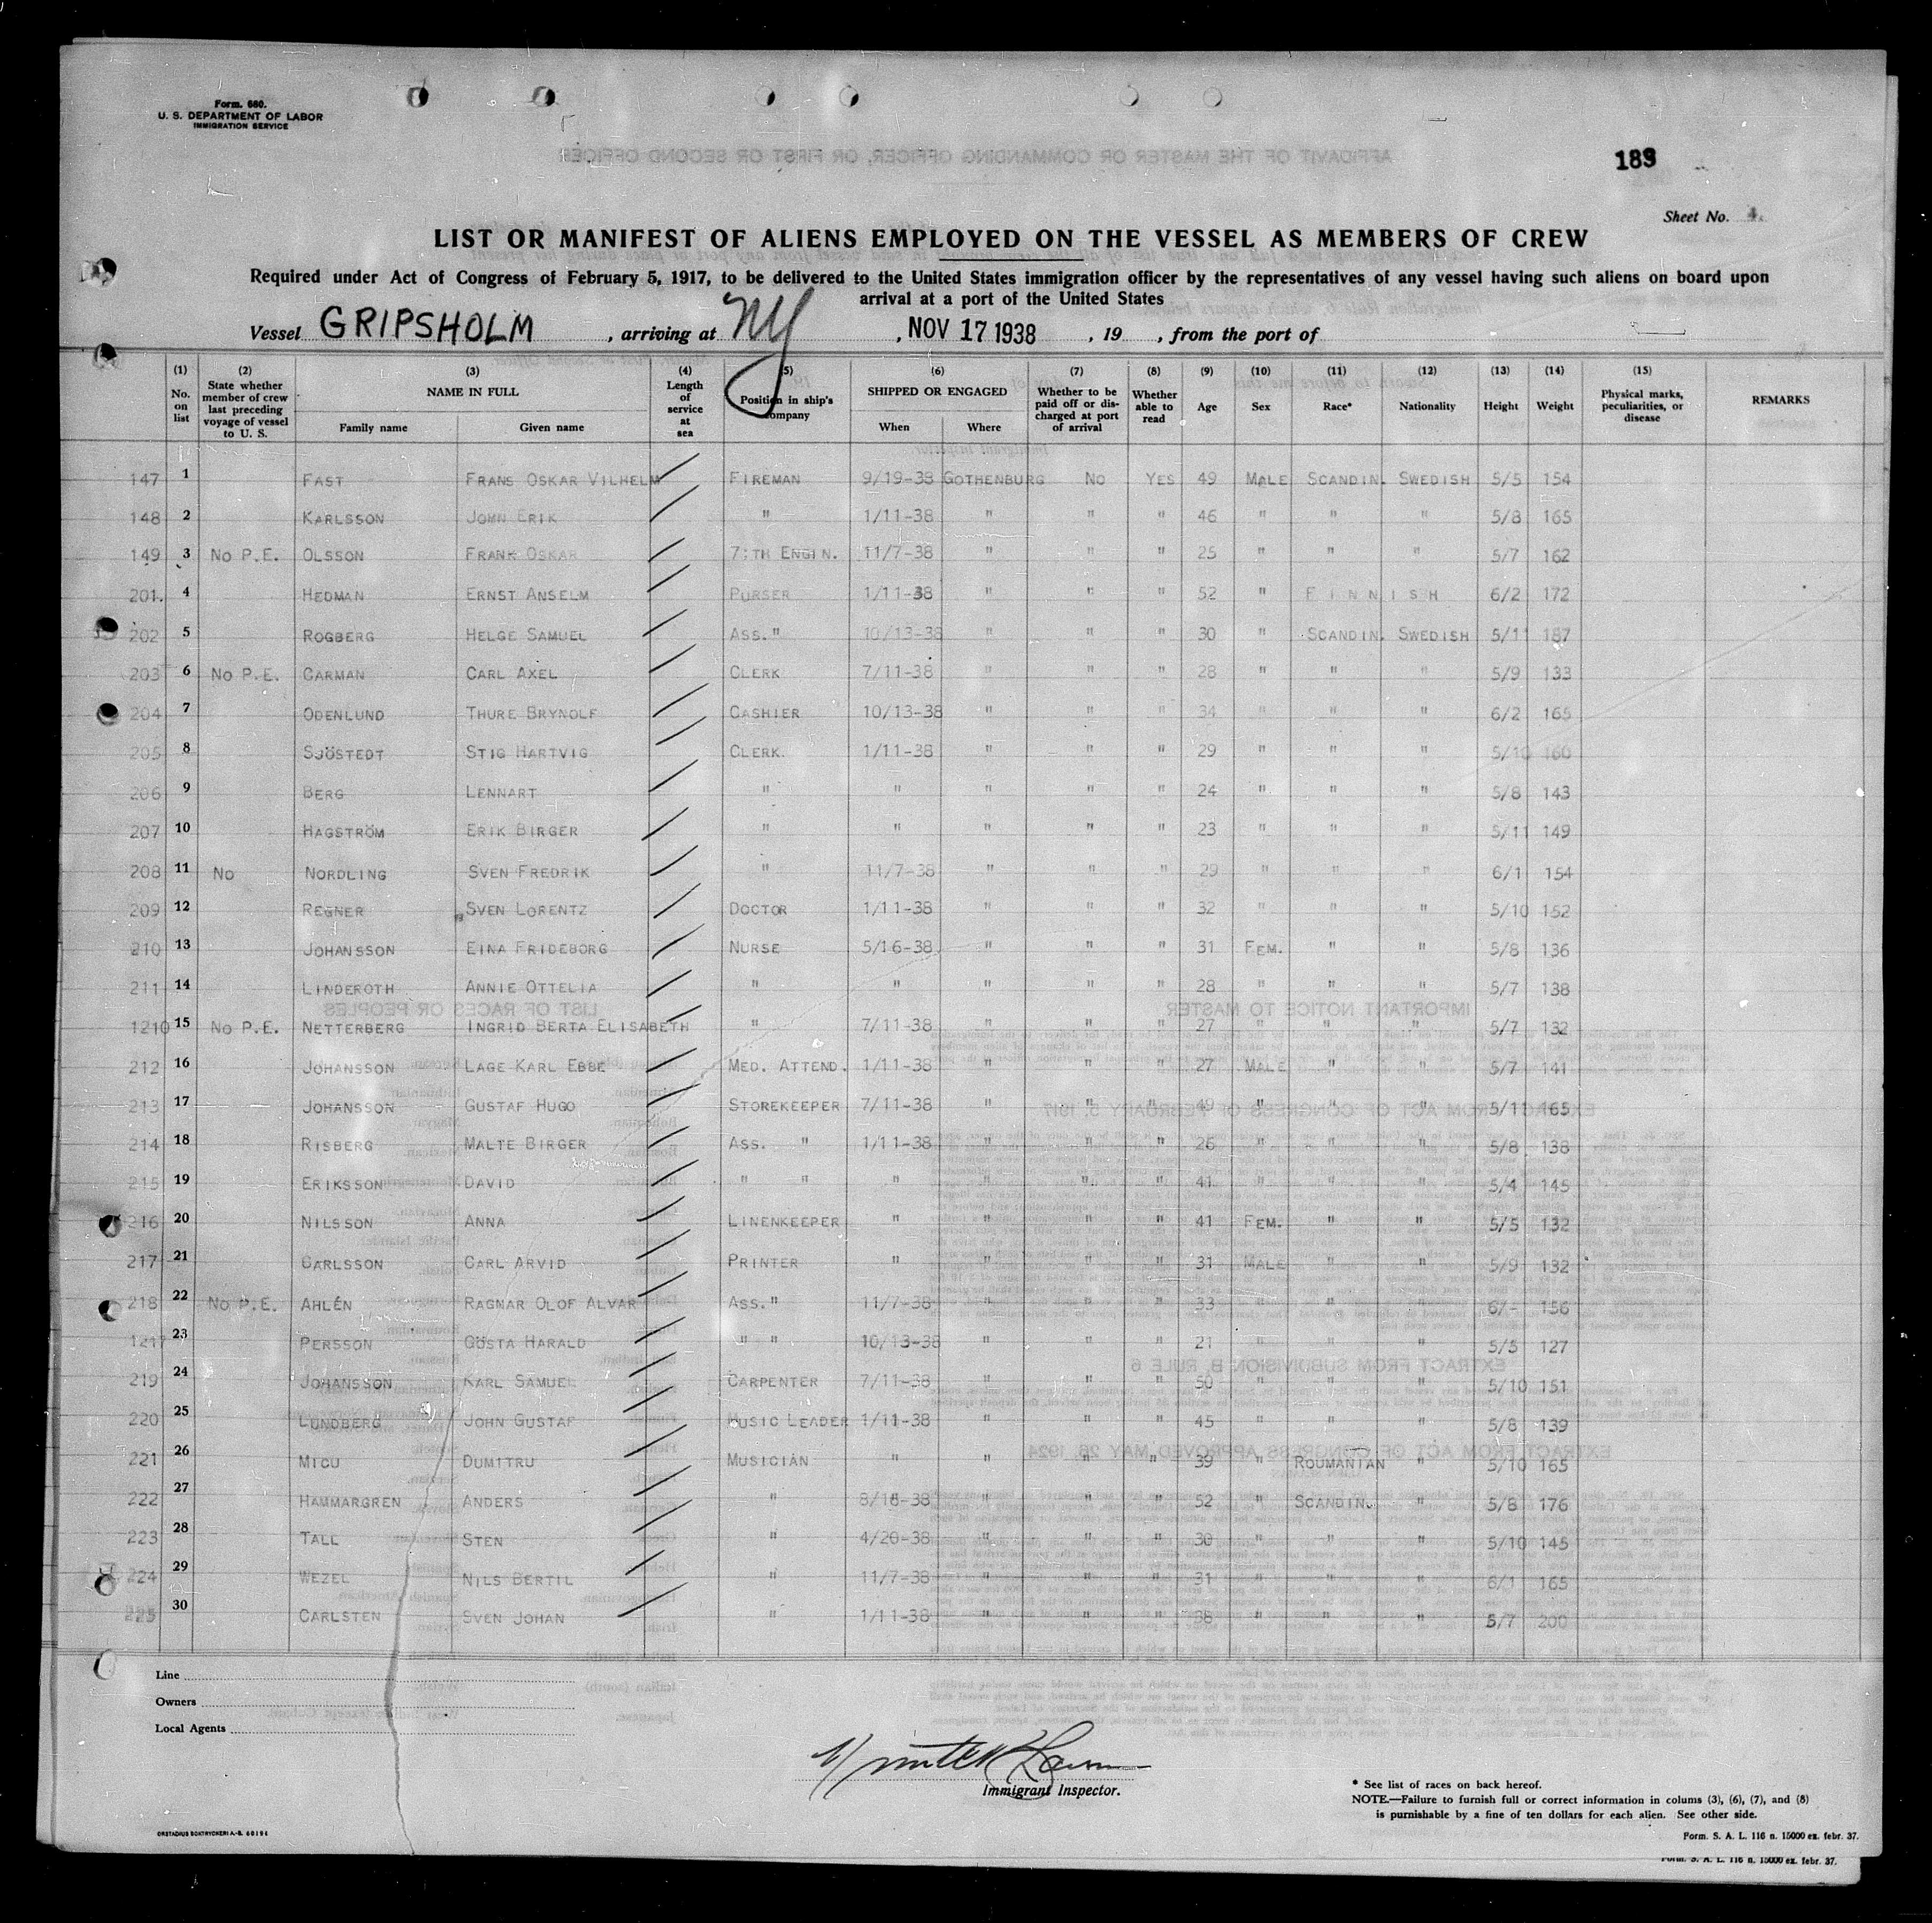 Form. 680.
U. S. DEPARTMENT OF LABOR
IMMIGRATION SERVICE
189
Sheet No. 4.
LIST OR MANIFEST OF ALIENS EMPLOYED ON THE VESSEL AS MEMBERS OF CREW
Required under Act of Congress of February 5, 1917, to be delivered to the United States immigration officer by the representatives of any vessel having such aliens on board upon
arrival at a port of the United States
Vessel GRIPSHOLM , arriving at NY , NOV 17 1938 , 19 , from the port of
(1) No. on list (2) State whether member of crew last preceding voyage of vessel to U. S. (3) NAME IN FULL Family name Given name (4) Length of service at sea (5) Position in ship's company (6) SHIPPED OR ENGAGED When Where (7) Whether to be paid off or discharged at port of arrival (8) Whether able to read (9) Age (10) Sex (11) Race* (12) Nationality (13) Height (14) Weight (15) Physical marks, peculiarities, or disease REMARKS
147 1 FAST FRANS OSKAR VILHELM FIREMAN 9/19-38 GOTHENBURG NO YES 49 MALE SCANDIN. SWEDISH 5/5 154
148 2 KARLSSON JOHN ERIK " 1/11-38 " " " 46 " " " 5/8 165
149 3 NO P.E. OLSSON FRANK OSKAR 7:TH ENGIN. 11/7-38 " " " 25 " " " 5/7 162
201. 4 HEDMAN ERNST ANSELM PURSER 1/11-38 " " " 52 " FINNISH 6/2 172
202 5 ROGBERG HELGE SAMUEL ASS." 10/13-38 " " " 30 " SCANDIN. SWEDISH 5/11 187
203 6 NO P.E. CARMAN CARL AXEL CLERK 7/11-38 " " " 28 " " " 5/9 133
204 7 ODENLUND THURE BRYNOLF CASHIER 10/13-38 " " " 34 " " " 6/2 165
205 8 SJÖSTEDT STIG HARTVIG CLERK. 1/11-38 " " " 29 " " " 5/10 160
206 9 BERG LENNART " " " " " 24 " " " 5/8 143
207 10 HAGSTRÖM ERIK BIRGER " " " " " 23 " " " 5/11 149
208 11 NO NORDLING SVEN FREDRIK " 11/7-38 " " " 29 " " " 6/1 154
209 12 REGNER SVEN LORENTZ DOCTOR 1/11-38 " " " 32 " " " 5/10 152
210 13 JOHANSSON EINA FRIDEBORG NURSE 5/16-38 " " " 31 FEM. " " 5/8 136
211 14 LINDEROTH ANNIE OTTELIA " " " " " 28 " " " 5/7 138
1210 15 NO P.E. NETTERBERG INGRID BERTA ELISABETH " 7/11-38 " " " 27 " " " 5/7 132
212 16 JOHANSSON LAGE KARL EBBE MED. ATTEND. 1/11-38 " " " 27 MALE " " 5/7 141
213 17 JOHANSSON GUSTAF HUGO STOREKEEPER 7/11-38 " " " 49 " " " 5/11 165
214 18 RISBERG MALTE BIRGER ASS. " 1/11-38 " " " 26 " " " 5/8 138
215 19 ERIKSSON DAVID " " " " " " 41 " " " 5/4 145
216 20 NILSSON ANNA LINENKEEPER " " " " 41 FEM. " " 5/5 132
217 21 CARLSSON CARL ARVID PRINTER " " " " 31 MALE " " 5/9 132
218 22 NO P.E. AHLÉN RAGNAR OLOF ALVAR ASS." 11/7-38 " " " 33 " " " 6/- 156
1217 23 PERSSON GÖSTA HARALD " " 10/13-38 " " " 21 " " " 5/5 127
219 24 JOHANSSON KARL SAMUEL CARPENTER 7/11-38 " " " 50 " " " 5/10 151
220 25 LUNDBERG JOHN GUSTAF MUSIC LEADER 1/11-38 " " " 45 " " " 5/8 139
221 26 MICU DUMITRU MUSICIAN " " " " 39 " ROUMANIAN " 5/10 165
222 27 HAMMARGREN ANDERS " 8/16-38 " " " 52 " SCANDIN. " 5/8 176
223 28 TALL STEN " 4/20-38 " " " 30 " " " 5/10 145
224 29 WEZEL NILS BERTIL " 11/7-38 " " " 31 " " " 6/1 165
225 30 CARLSTEN SVEN JOHAN " 1/11-38 " " " 38 " " " 5/7 200
Line
Owners
Local Agents
Immigrant Inspector.
* See list of races on back hereof.
NOTE.—Failure to furnish full or correct information in colums (3), (6), (7), and (8)
is punishable by a fine of ten dollars for each alien. See other side.
ORSTADIUS BOKTRYCKERI A.-B. 60196
Form. S. A. L. 116 n. 15000 ex. febr. 37.
Form. S. A. L. 116 n. 15000 ex. febr. 37.